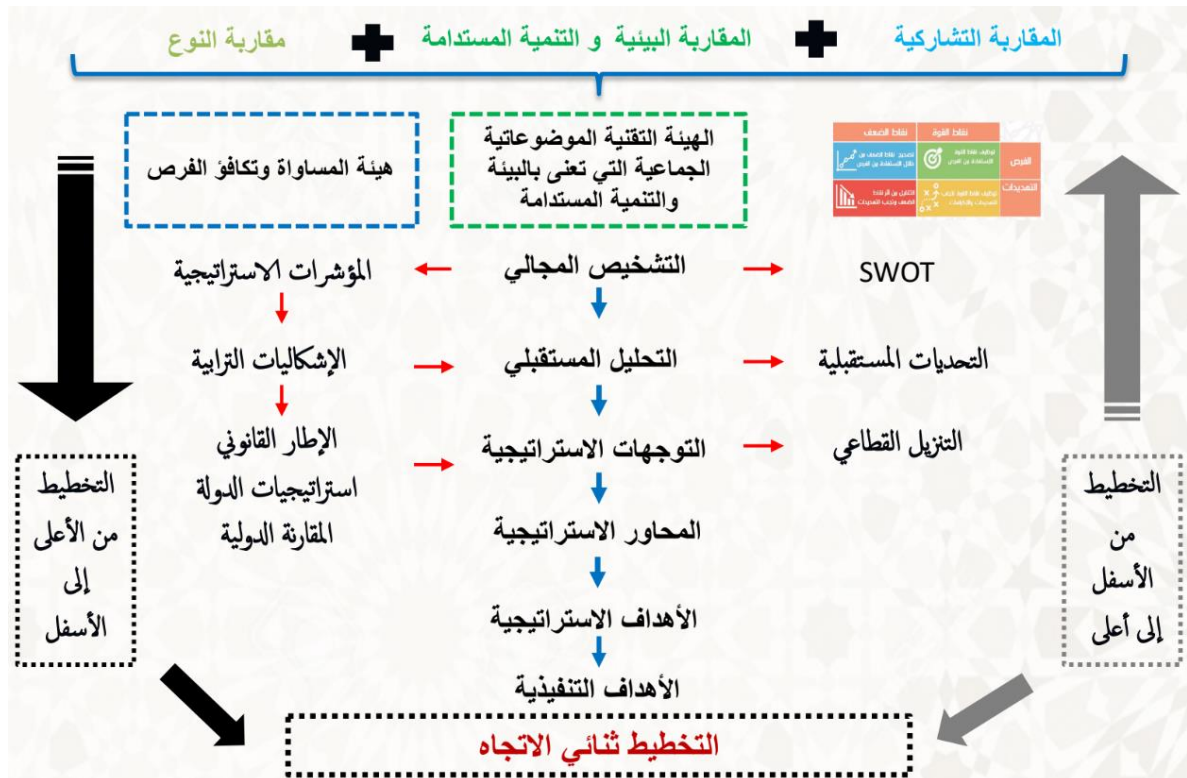 المقاربة التشاركية + المقاربة البيئية و التنمية المستدامة + مقاربة النوع
نقاط القوة نقاط الضعف
الفرص
التهديدات
الهيئة التقنية الموضوعاتية
الجماعية التي تعنى بالبيئة
والتنمية المستدامة
هيئة المساواة وتكافؤ الفرص
SWOT
التشخيص المجالي
المؤشرات الاستراتيجية
التحديات المستقبلية
التحليل المستقبلي
الإشكاليات الترابية
التنزيل القطاعي
التوجهات الاستراتيجية
الإطار القانوني
استراتيجيات الدولة
المقارنة الدولية
المحاور الاستراتيجية
الأهداف الاستراتيجية
الأهداف التنفيذية
التخطيط
من
الأسفل
إلى أعلى
التخطيط
من الأعلى
إلى
الأسفل
التخطيط ثنائي الاتجاه